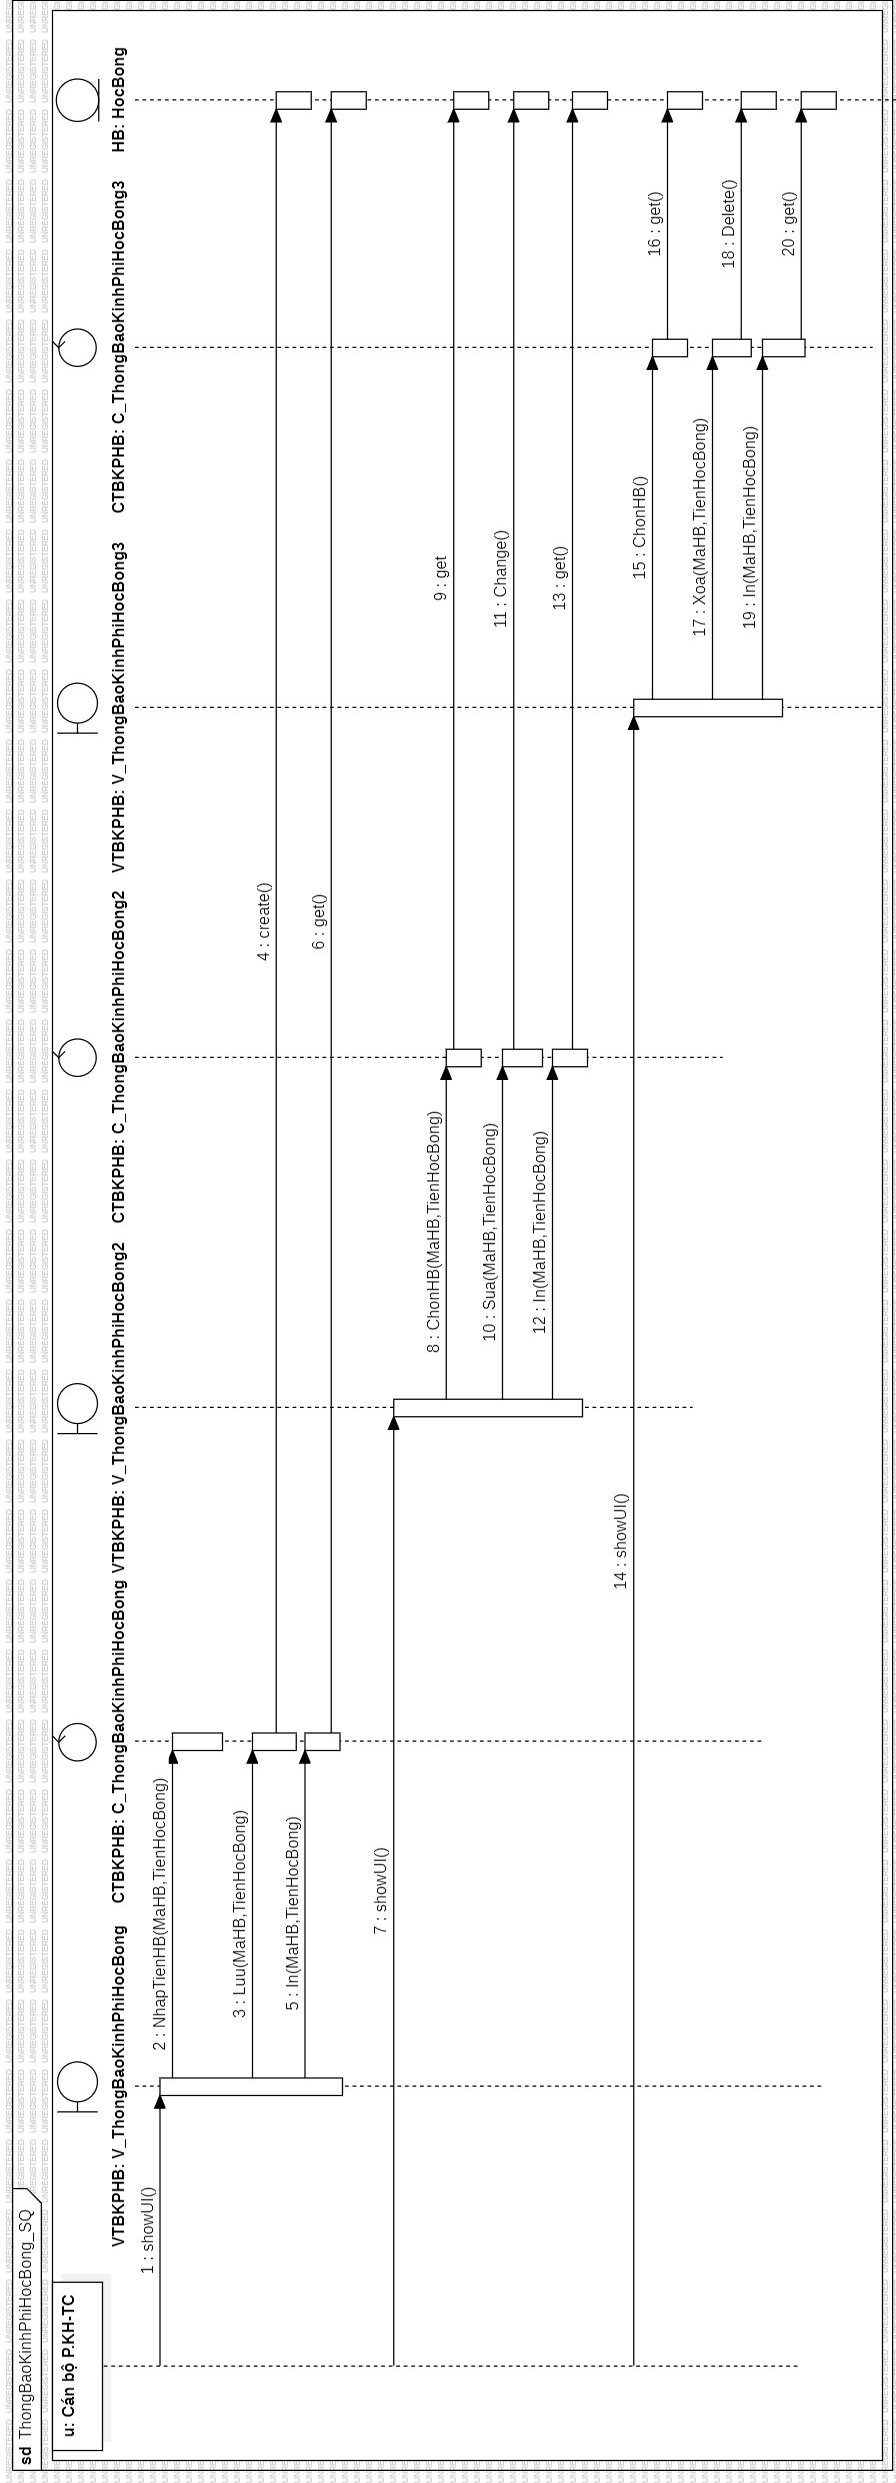 sd ThongBaoKinhPhiHocBong_SQ
u: Cán bộ P.KH-TC
VTBKPHB: V_ThongBaoKinhPhiHocBong
CTBKPHB: C_ThongBaoKinhPhiHocBong
VTBKPHB: V_ThongBaoKinhPhiHocBong2
CTBKPHB: C_ThongBaoKinhPhiHocBong2
VTBKPHB: V_ThongBaoKinhPhiHocBong3
CTBKPHB: C_ThongBaoKinhPhiHocBong3
HB: HocBong
1 : showUI()
2 : NhapTienHB(MaHB,TienHocBong)
3 : Luu(MaHB,TienHocBong)
4 : create()
5 : In(MaHB,TienHocBong)
6 : get()
7 : showUI()
8 : ChonHB(MaHB,TienHocBong)
9 : get
10 : Sua(MaHB,TienHocBong)
11 : Change()
12 : In(MaHB,TienHocBong)
13 : get()
14 : showUI()
15 : ChonHB()
16 : get()
17 : Xoa(MaHB,TienHocBong)
18 : Delete()
19 : In(MaHB,TienHocBong)
20 : get()
UNREGISTERED